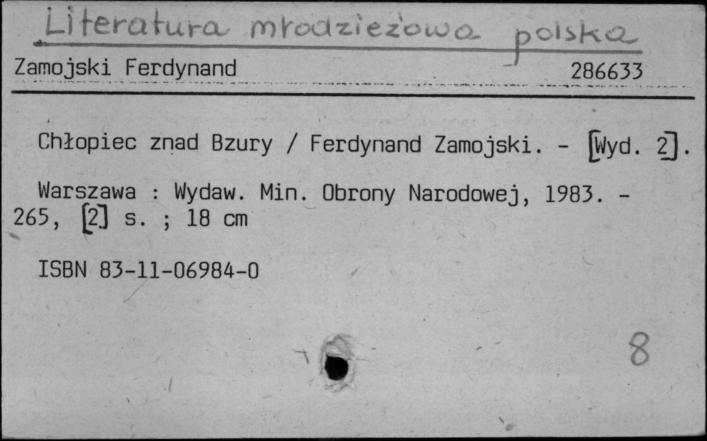 Literatura młodzieżowa polska
Zamojski Ferdynand 286633
Chłopiec znad Bzury / Ferdynand Zamojski. - [Wyd. 2].
Warszawa : Wydaw. Min. Obrony Narodowej, 1983. -
265, [2] s. ; 18 cm
ISBN 83-11-06984-0
8